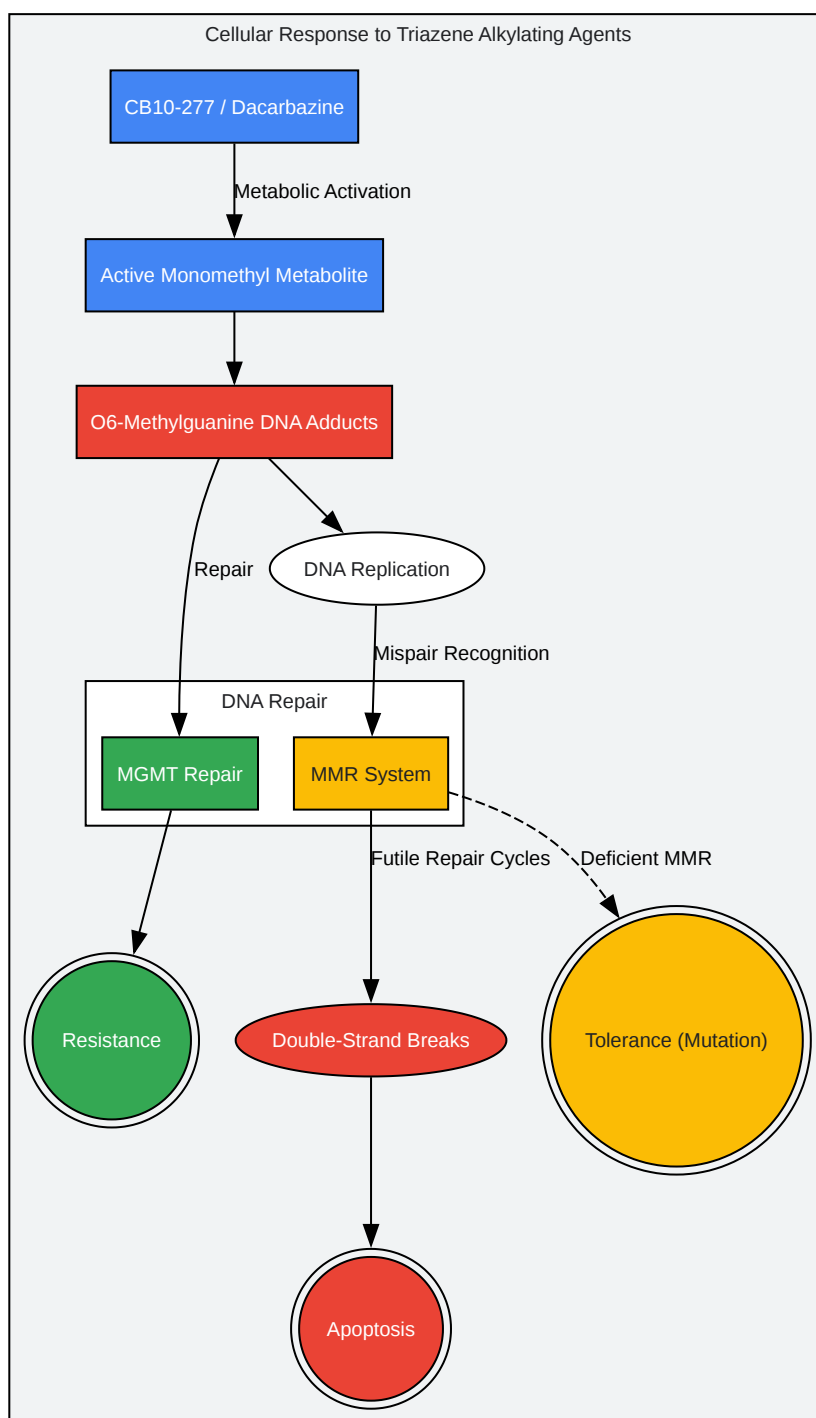 Cellular Response to Triazene Alkylating Agents
CB10-277 / Dacarbazine
Metabolic Activation
Active Monomethyl Metabolite
O6-Methylguanine DNA Adducts
Repair
DNA Replication
Mispair Recognition
DNA Repair
MGMT Repair
MMR System
Futile Repair Cycles
Deficient MMR
Resistance
Double-Strand Breaks
Tolerance (Mutation)
Apoptosis